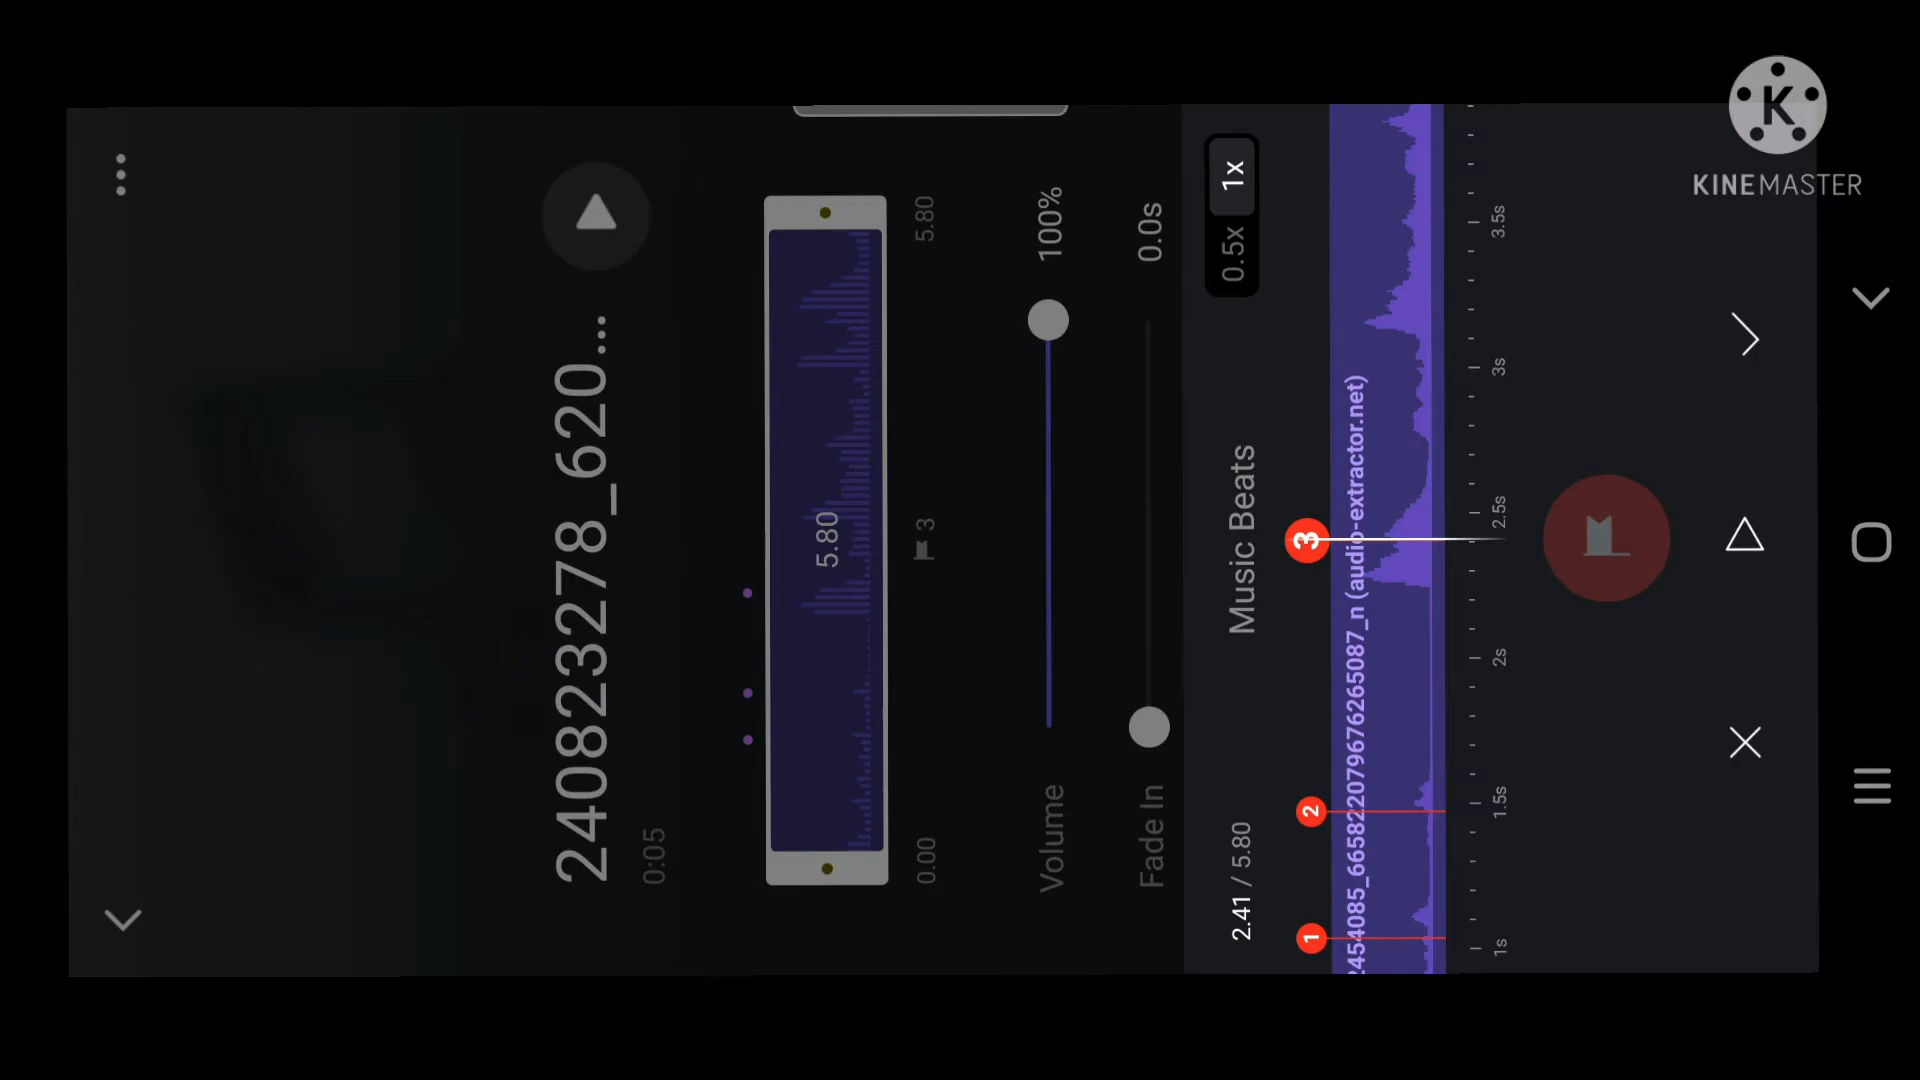 KINEMASTER
2408233278_620...
0:05
5.80
0.00
3
5.80
Volume
100%
Fade In
0.0s
2.41 / 5.80
Music Beats
0.5x
1x
1
2
3
2454085_665822079676265087_n (audio-extractor.net)
1s
1.5s
2s
2.5s
3s
3.5s